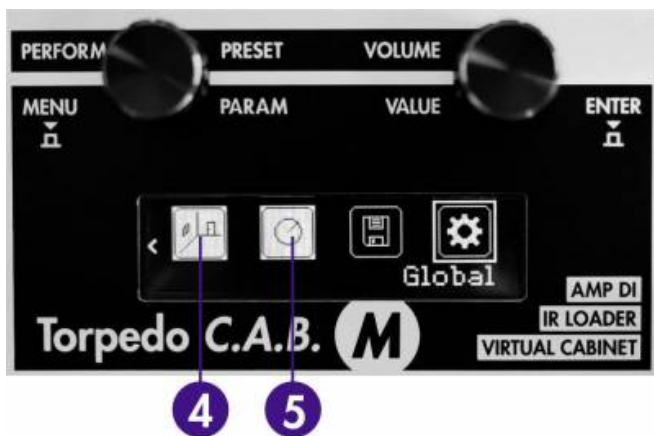 PERFORM PRESET VOLUME
MENU PARAM VALUE ENTER
<
Global
AMP DI
IR LOADER
VIRTUAL CABINET
Torpedo C.A.B. M
4 5